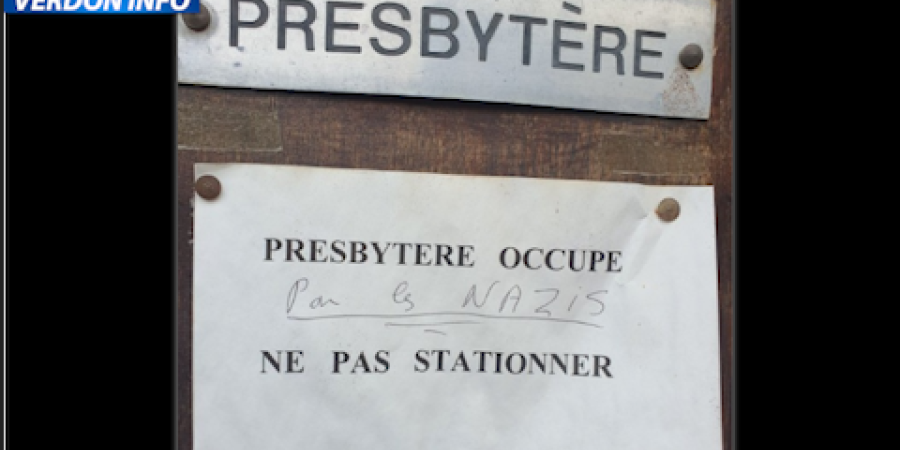 VERDON INFO
PRESBYTÈRE
PRESBYTERE OCCUPE
Par les NAZIS
NE PAS STATIONNER